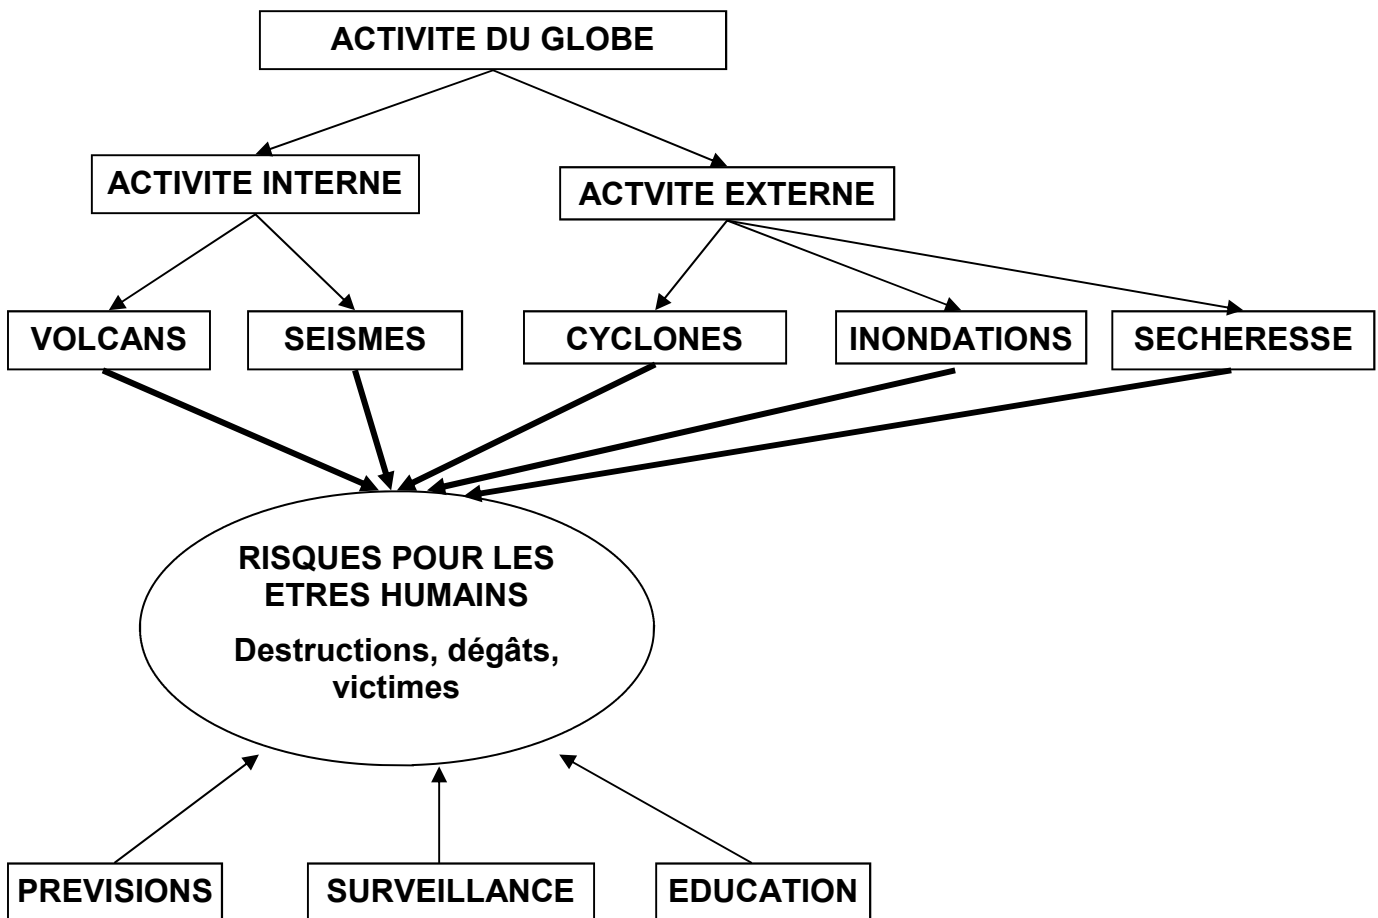 ACTIVITE DU GLOBE
ACTIVITE INTERNE
ACTVITE EXTERNE
VOLCANS
SEISMES
CYCLONES
INONDATIONS
SECHERESSE
RISQUES POUR LES
ETRES HUMAINS
Destructions, dégâts,
victimes
PREVISIONS
SURVEILLANCE
EDUCATION